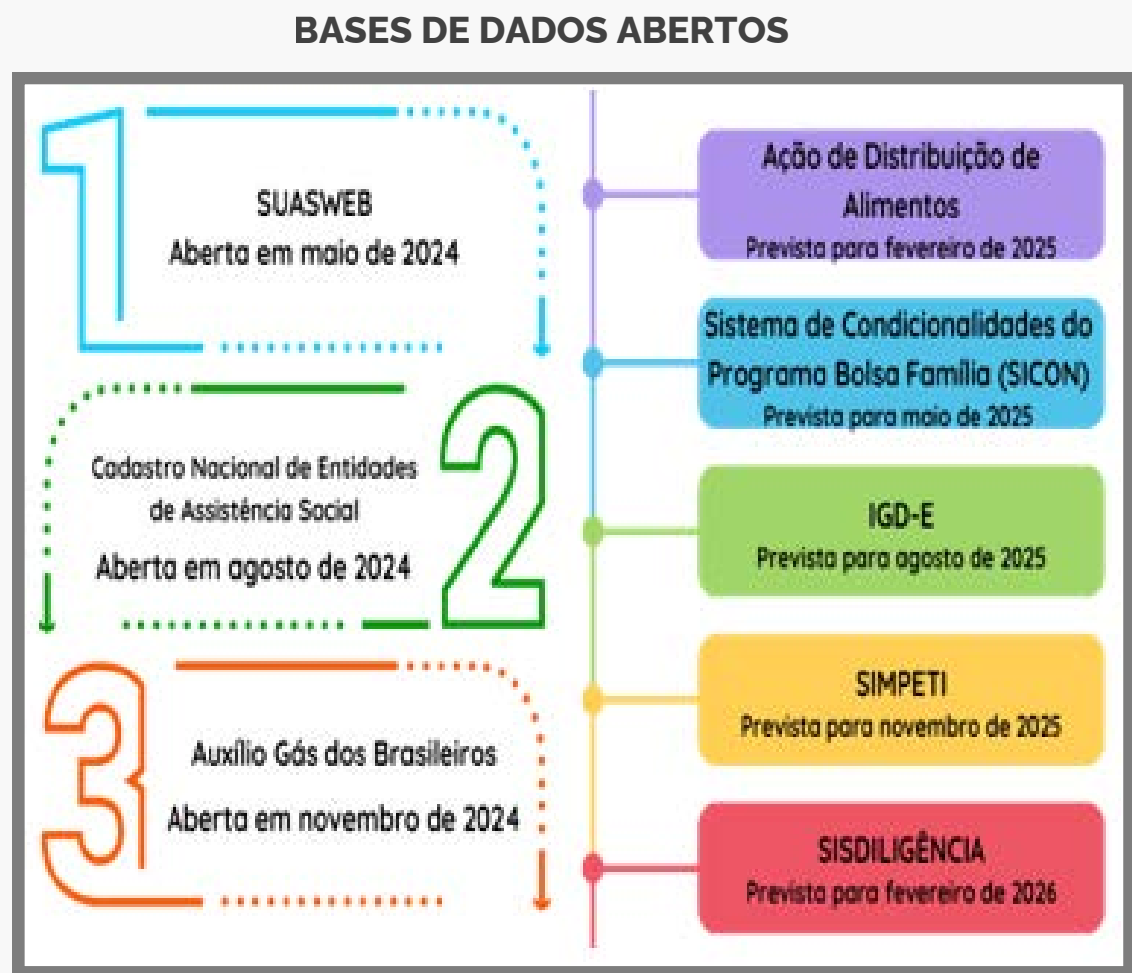 BASES DE DADOS ABERTOS
1
SUASWEB
Aberta em maio de 2024
2
Cadastro Nacional de Entidades
de Assistência Social
Aberta em agosto de 2024
3
Auxílio Gás dos Brasileiros
Aberta em novembro de 2024
Ação de Distribuição de
Alimentos
Prevista para fevereiro de 2025
Sistema de Condicionalidades do
Programa Bolsa Família (SICON)
Prevista para maio de 2025
IGD-E
Prevista para agosto de 2025
SIMPETI
Prevista para novembro de 2025
SISDILIGÊNCIA
Prevista para fevereiro de 2026